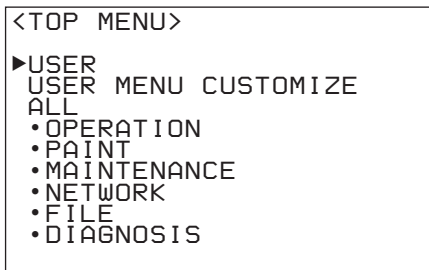 <TOP MENU>
▶USER
USER MENU CUSTOMIZE
ALL
•OPERATION
•PAINT
•MAINTENANCE
•NETWORK
•FILE
•DIAGNOSIS